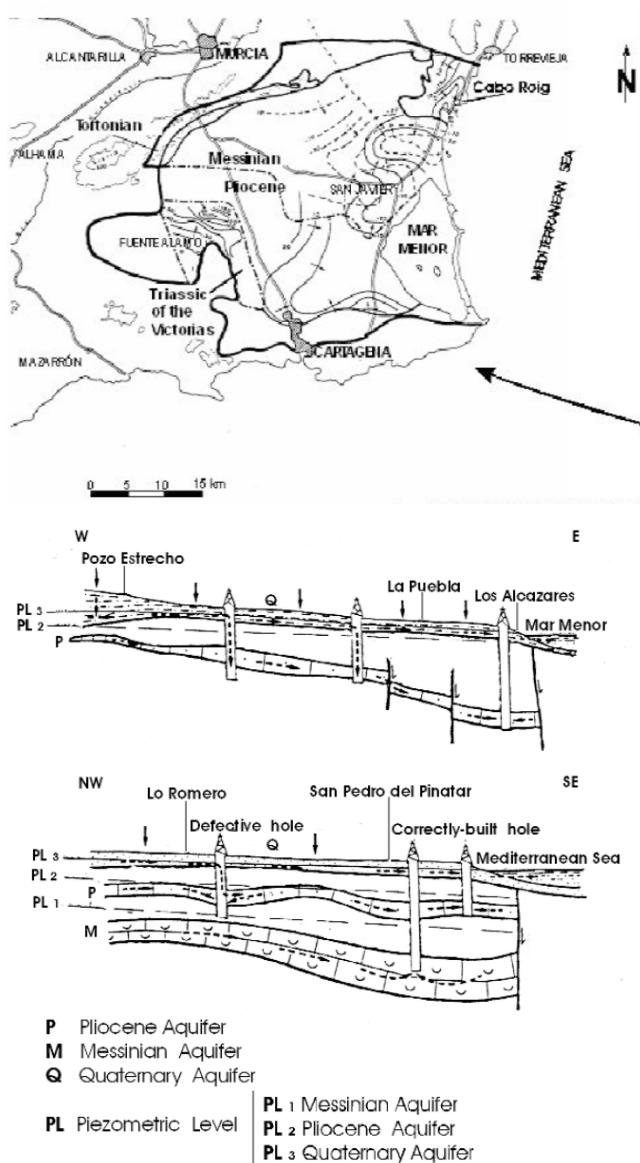 ALCANTARILLA
MURCIA
TORREVIEJA
Cabo Roig
N
Tortonian
ALHAMA
Messinian
Pliocene
SAN JAVIER
MAR
MENOR
MEDITERRANEAN SEA
FUENTE ALAMO
Triassic
of the
Victorias
CARTAGENA
MAZARRÓN
0 5 10 15 km
W
E
Pozo Estrecho
Q
La Puebla
Los Alcazares
PL 3
PL 2
P
Mar Menor
NW
SE
Lo Romero
San Pedro del Pinatar
Defective hole
Q
Correctly-built hole
PL 3
Mediterranean Sea
PL 2
P
PL 1
M
P Pliocene Aquifer
M Messinian Aquifer
Q Quaternary Aquifer
PL Piezometric Level
PL 1 Messinian Aquifer
PL 2 Pliocene Aquifer
PL 3 Quaternary Aquifer